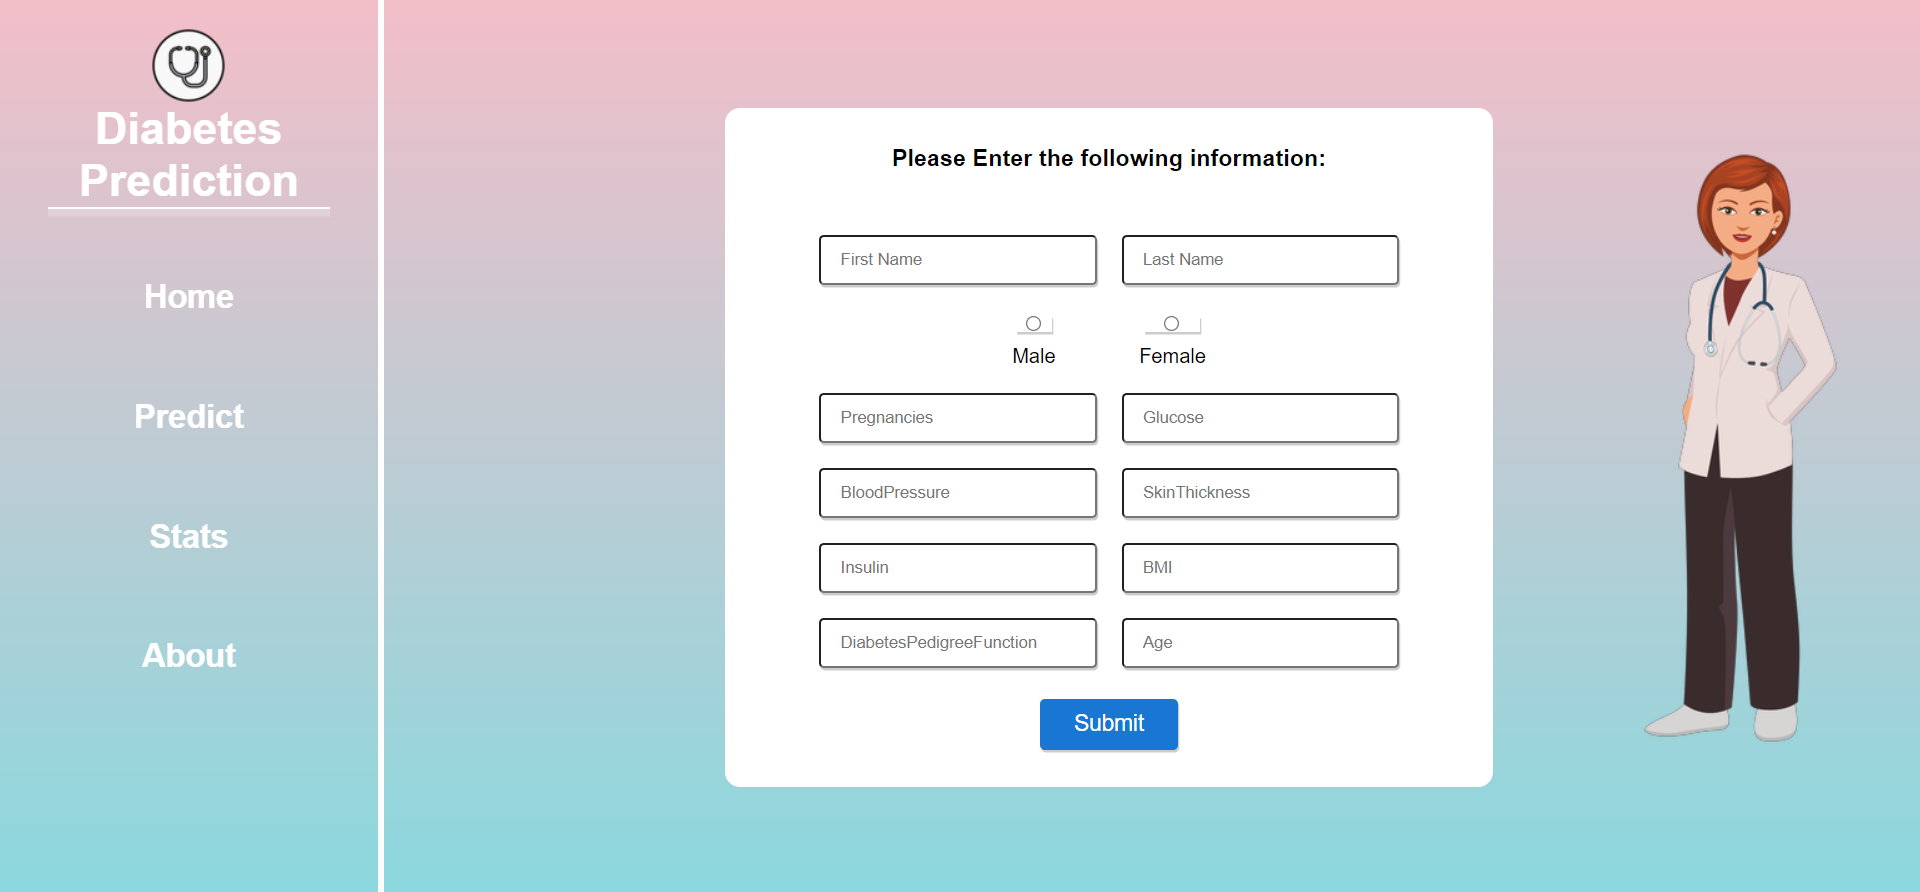 Diabetes
Prediction
Home
Predict
Stats
About
Please Enter the following information:
First Name
Last Name
Male
Female
Pregnancies
Glucose
BloodPressure
SkinThickness
Insulin
BMI
DiabetesPedigreeFunction
Age
Submit